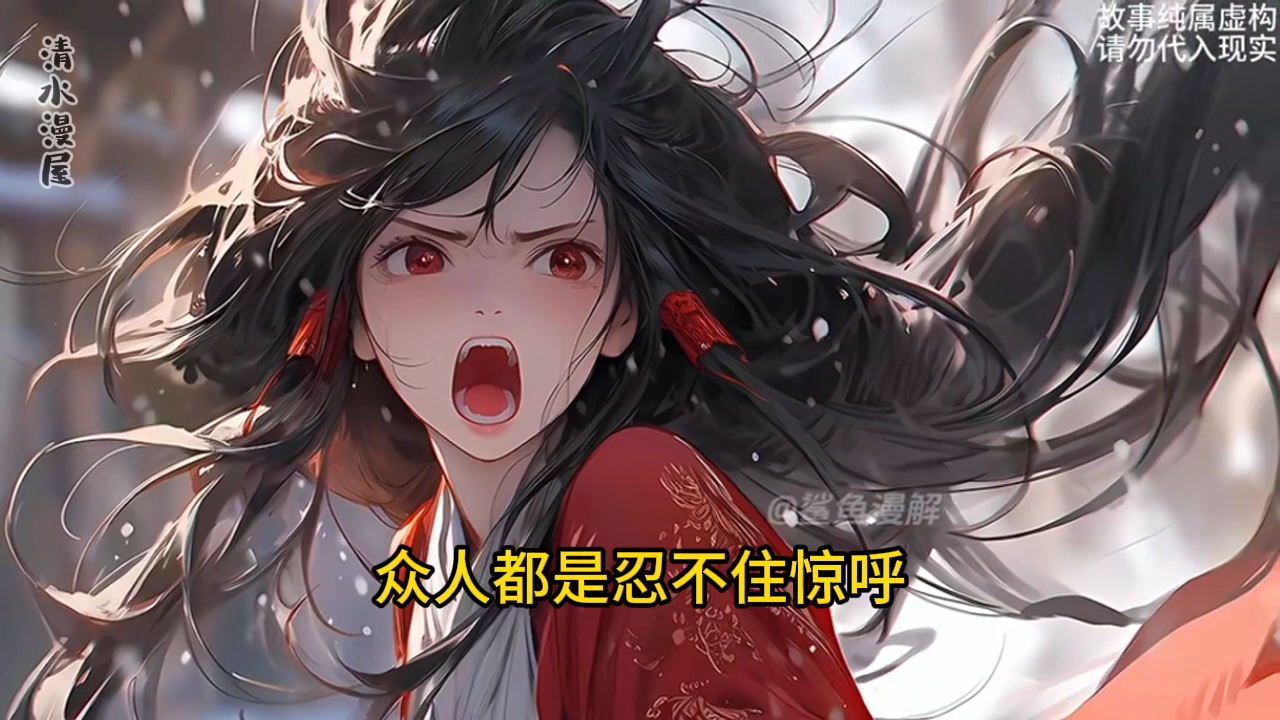 清水漫屋
故事纯属虚构
请勿代入现实
@鲨鱼漫解
众人都是忍不住惊呼